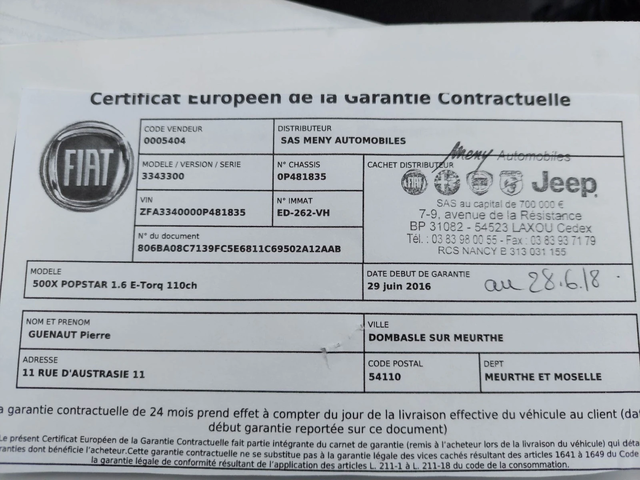 Certificat Européen de la Garantie Contractuelle
FIAT
CODE VENDEUR
0005404
DISTRIBUTEUR
SAS MENY AUTOMOBILES
MODELE / VERSION / SERIE
3343300
N° CHASSIS
0P481835
CACHET DISTRIBUTEUR
Meny Automobiles
Jeep
VIN
ZFA3340000P481835
N° IMMAT
ED-262-VH
SAS au capital de 700 000 €
7-9, avenue de la Résistance
BP 31082 - 54523 LAXOU Cedex
Tél. : 03 83 98 00 55 - Fax : 03 83 93 71 79
RCS NANCY B 313 031 155
N° du document
806BA08C7139FC5E6811C69502A12AAB
MODELE
500X POPSTAR 1.6 E-Torq 110ch
DATE DEBUT DE GARANTIE
29 juin 2016
au 28.6.18.
NOM ET PRENOM
GUENAUT Pierre
VILLE
DOMBASLE SUR MEURTHE
ADRESSE
11 RUE D'AUSTRASIE 11
CODE POSTAL
54110
DEPT
MEURTHE ET MOSELLE
a garantie contractuelle de 24 mois prend effet à compter du jour de la livraison effective du véhicule au client (dat
début garantie reportée sur ce document)
Le présent Certificat Européen de la Garantie Contractuelle fait partie intégrante du carnet de garantie (remis à l'acheteur lors de la livraison du véhicule) qui déta
ranties dont bénéficie l'acheteur.Cette garantie contractuelle ne se substitue pas à la garantie légale des vices cachés résultant des articles 1641 à 1649 du Code
la garantie légale de conformité résultant de l'application des articles L. 211-1 à L. 211-18 du code de la consommation.